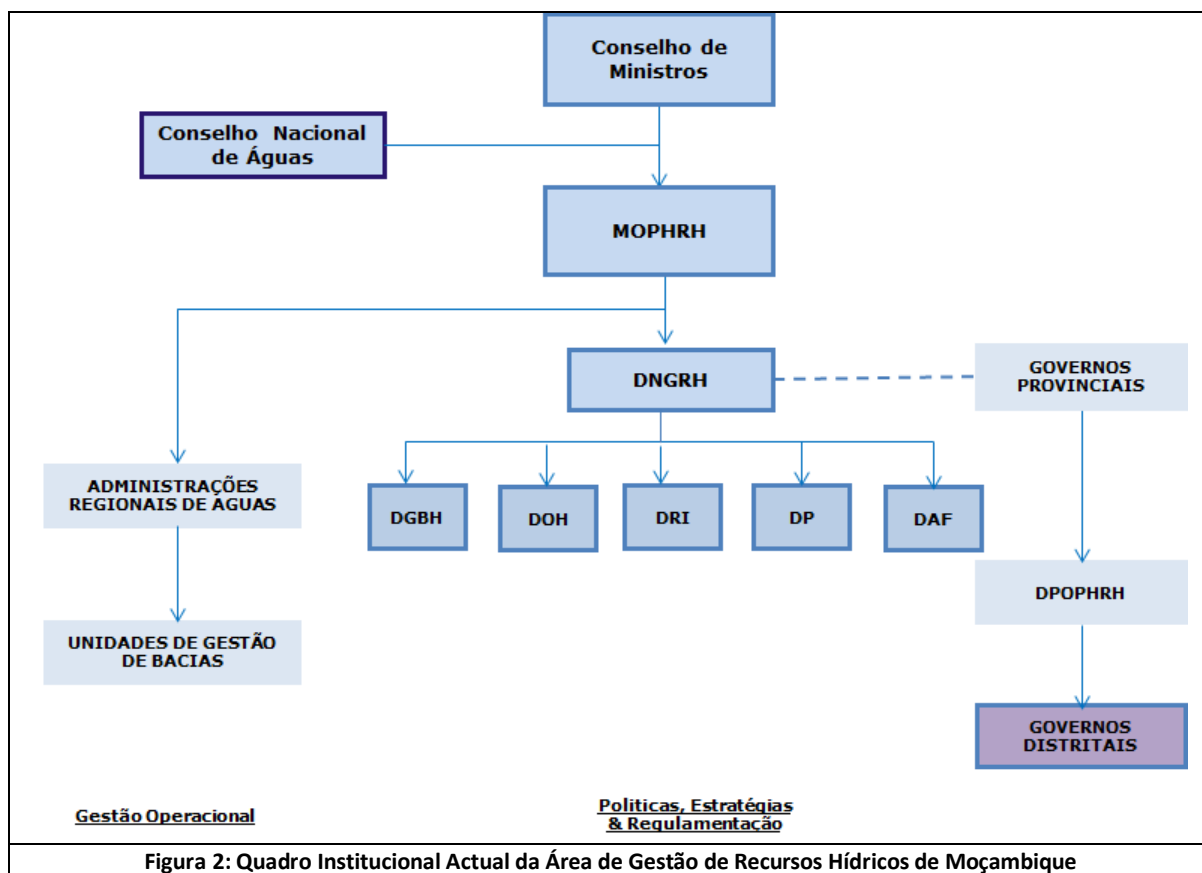 Conselho de
Ministros
Conselho Nacional
de Águas
MOPHRH
DNGRH
GOVERNOS
PROVINCIAIS
ADMINISTRAÇÕES
REGIONAIS DE AGUAS
DGBH
DOH
DRI
DP
DAF
DPOPHRH
UNIDADES DE GESTÃO
DE BACIAS
GOVERNOS
DISTRITAIS
Gestão Operacional
Politicas, Estratégias
& Regulamentação
Figura 2: Quadro Institucional Actual da Área de Gestão de Recursos Hídricos de Moçambique